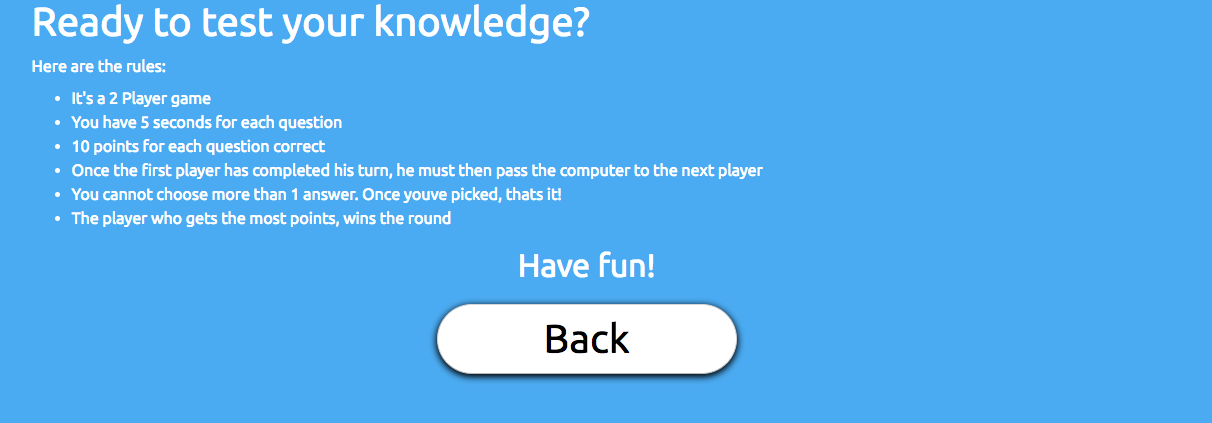 Ready to test your knowledge?
Here are the rules:
• It's a 2 Player game
• You have 5 seconds for each question
• 10 points for each question correct
• Once the first player has completed his turn, he must then pass the computer to the next player
• You cannot choose more than 1 answer. Once youve picked, thats it!
• The player who gets the most points, wins the round
Have fun!
Back